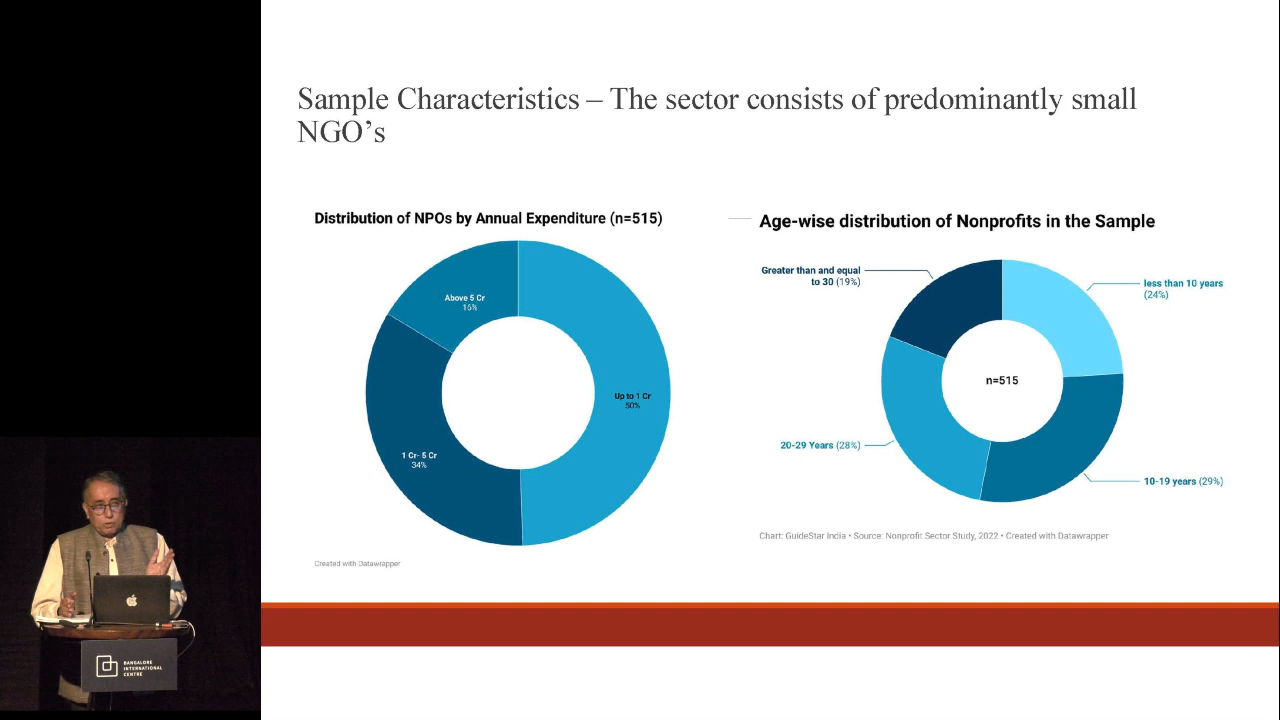 Sample Characteristics – The sector consists of predominantly small
NGO’s
Distribution of NPOs by Annual Expenditure (n=515)
Above 5 Cr
16%
Up to 1 Cr
50%
1 Cr- 5 Cr
34%
Created with Datawrapper
Age-wise distribution of Nonprofits in the Sample
Greater than and equal
to 30 (19%)
less than 10 years
(24%)
n=515
20-29 Years (28%)
10-19 years (29%)
Chart: GuideStar India • Source: Nonprofit Sector Study, 2022 • Created with Datawrapper
BANGALORE
INTERNATIONAL
CENTRE